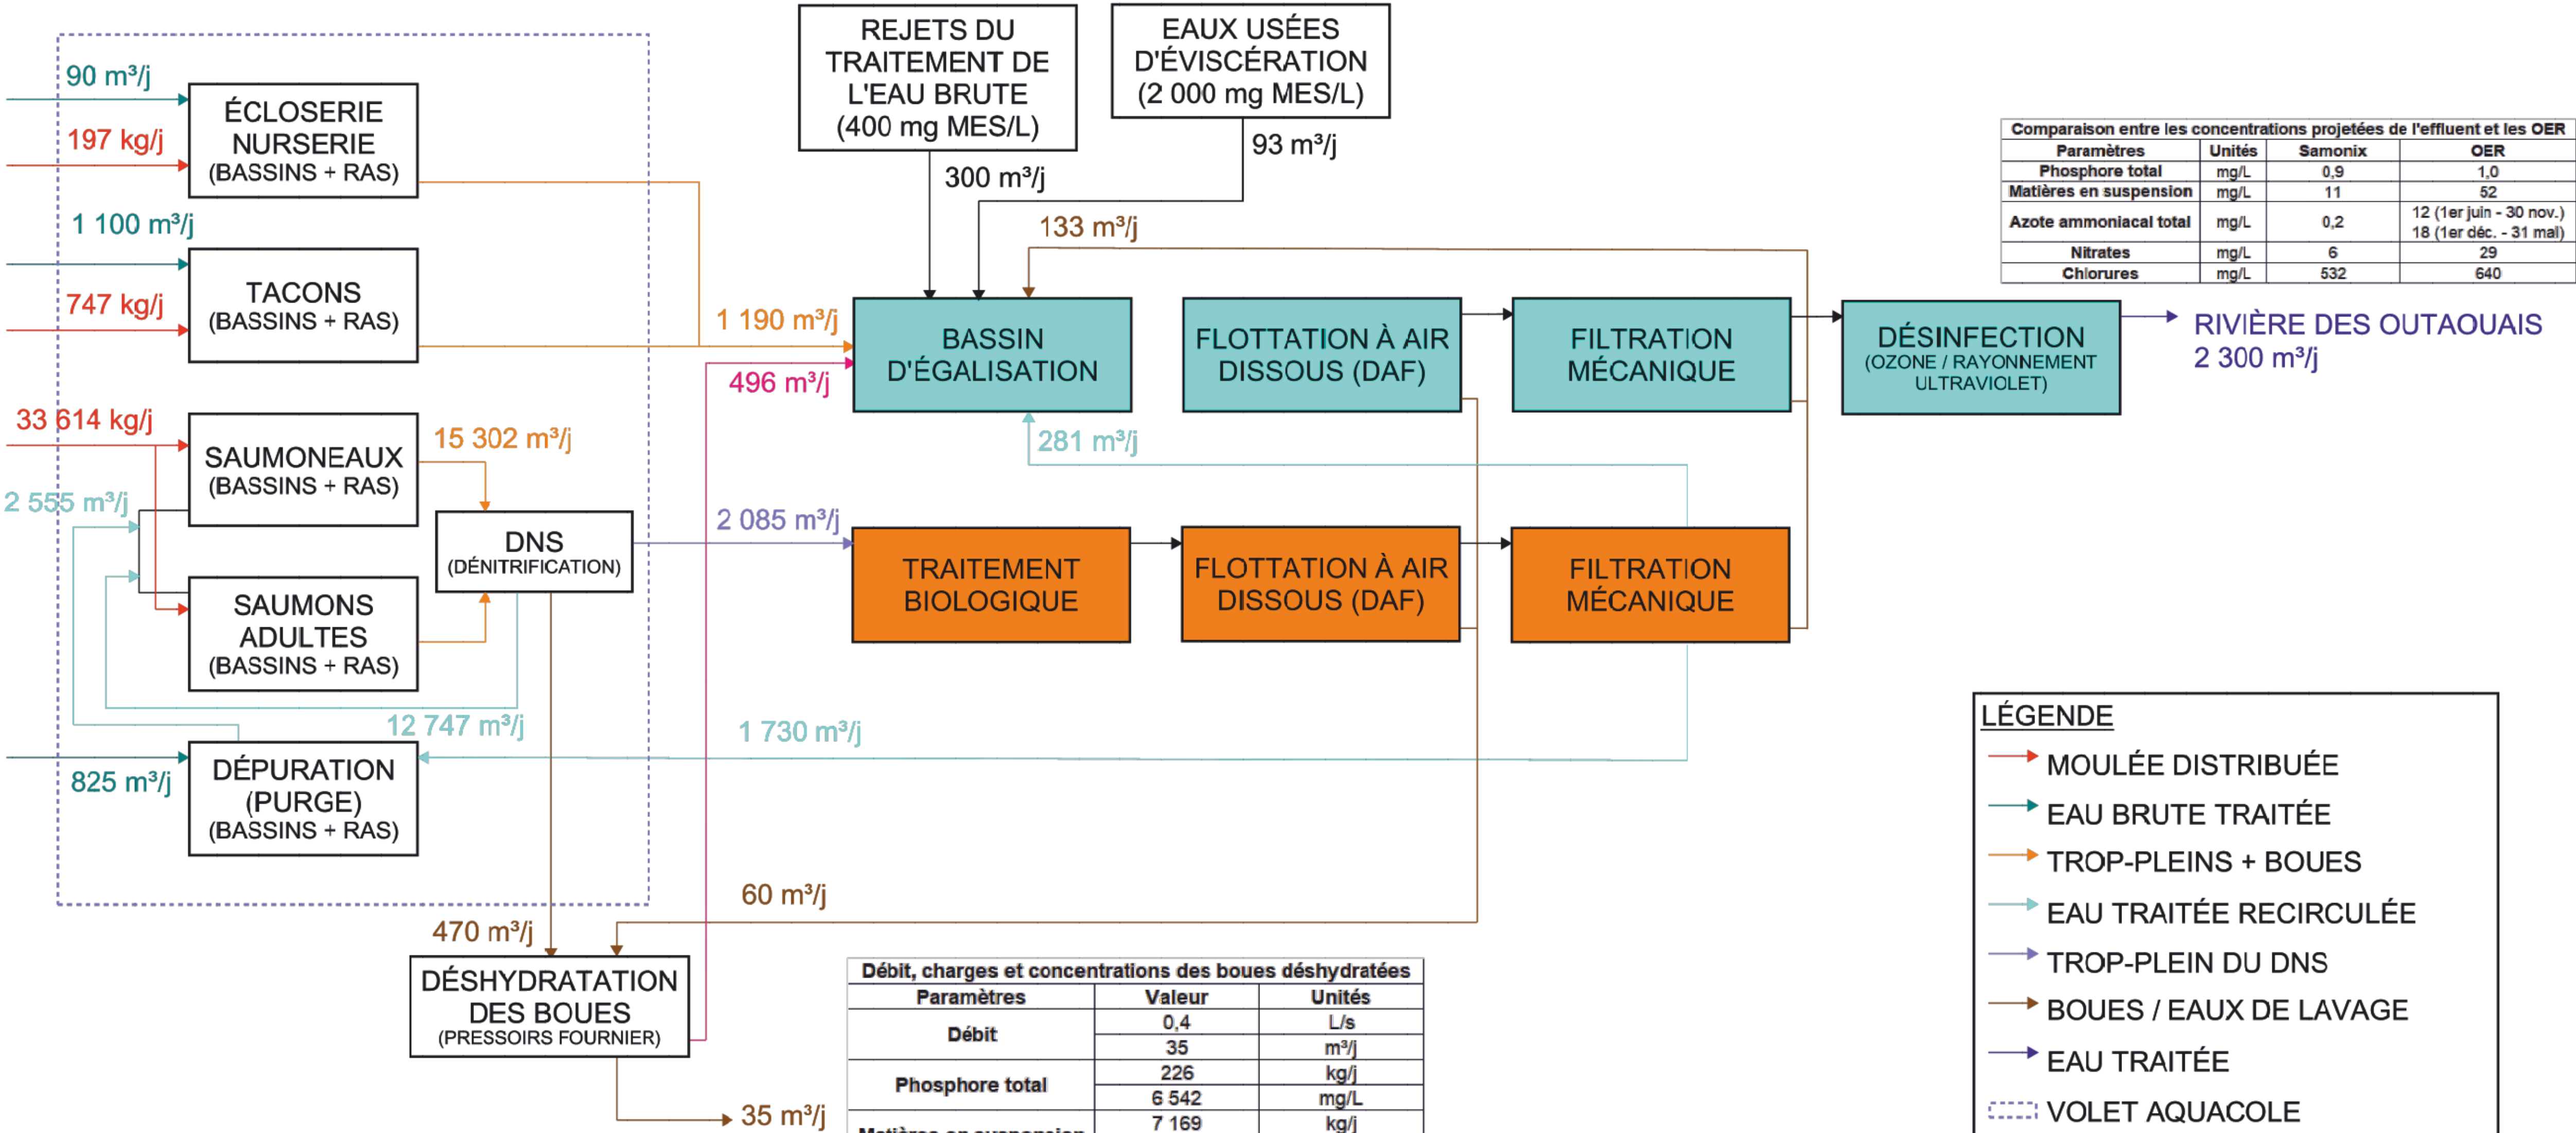 90 m³/j
197 kg/j
ÉCLOSERIE
NURSERIE
(BASSINS + RAS)
1 100 m³/j
747 kg/j
TACONS
(BASSINS + RAS)
33 614 kg/j
SAUMONEAUX
(BASSINS + RAS)
15 302 m³/j
2 555 m³/j
DNS
(DÉNITRIFICATION)
SAUMONS
ADULTES
(BASSINS + RAS)
12 747 m³/j
825 m³/j
DÉPURATION
(PURGE)
(BASSINS + RAS)
470 m³/j
DÉSHYDRATATION
DES BOUES
(PRESSOIRS FOURNIER)
60 m³/j
35 m³/j
REJETS DU
TRAITEMENT DE
L'EAU BRUTE
(400 mg MES/L)
300 m³/j
EAUX USÉES
D'ÉVISCÉRATION
(2 000 mg MES/L)
93 m³/j
133 m³/j
1 190 m³/j
496 m³/j
BASSIN
D'ÉGALISATION
FLOTTATION À AIR
DISSOUS (DAF)
FILTRATION
MÉCANIQUE
DÉSINFECTION
(OZONE / RAYONNEMENT
ULTRAVIOLET)
RIVIÈRE DES OUTAOUAIS
2 300 m³/j
281 m³/j
2 085 m³/j
TRAITEMENT
BIOLOGIQUE
FLOTTATION À AIR
DISSOUS (DAF)
FILTRATION
MÉCANIQUE
1 730 m³/j
Comparaison entre les concentrations projetées de l'effluent et les OER
Paramètres Unités Samonix OER
Phosphore total mg/L 0,9 1,0
Matières en suspension mg/L 11 52
Azote ammoniacal total mg/L 0,2 12 (1er juin - 30 nov.)
18 (1er déc. - 31 mai)
Nitrates mg/L 6 29
Chlorures mg/L 532 640
Débit, charges et concentrations des boues déshydratées
Paramètres Valeur Unités
Débit 0,4 L/s
35 m³/j
Phosphore total 226 kg/j
6 542 mg/L
Matières en suspension 7 169 kg/j
LÉGENDE
MOULÉE DISTRIBUÉE
EAU BRUTE TRAITÉE
TROP-PLEINS + BOUES
EAU TRAITÉE RECIRCULÉE
TROP-PLEIN DU DNS
BOUES / EAUX DE LAVAGE
EAU TRAITÉE
VOLET AQUACOLE